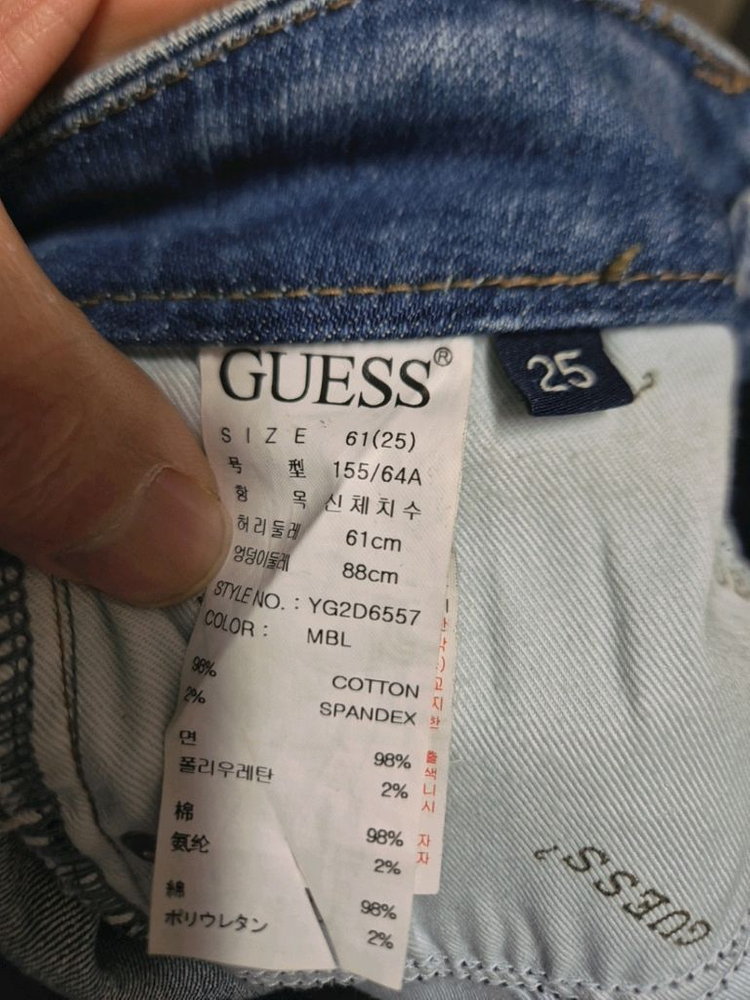 GUESS®
25
SIZE 61(25)
号型 155/64A
항목 신체치수
허리둘레 61cm
엉덩이둘레 88cm
STYLE NO. : YG2D6557
COLOR : MBL
98% COTTON
2% SPANDEX
면 98%
폴리우레탄 2%
棉 98%
氨纶 2%
綿 98%
ポリウレタン 2%
GUESS?